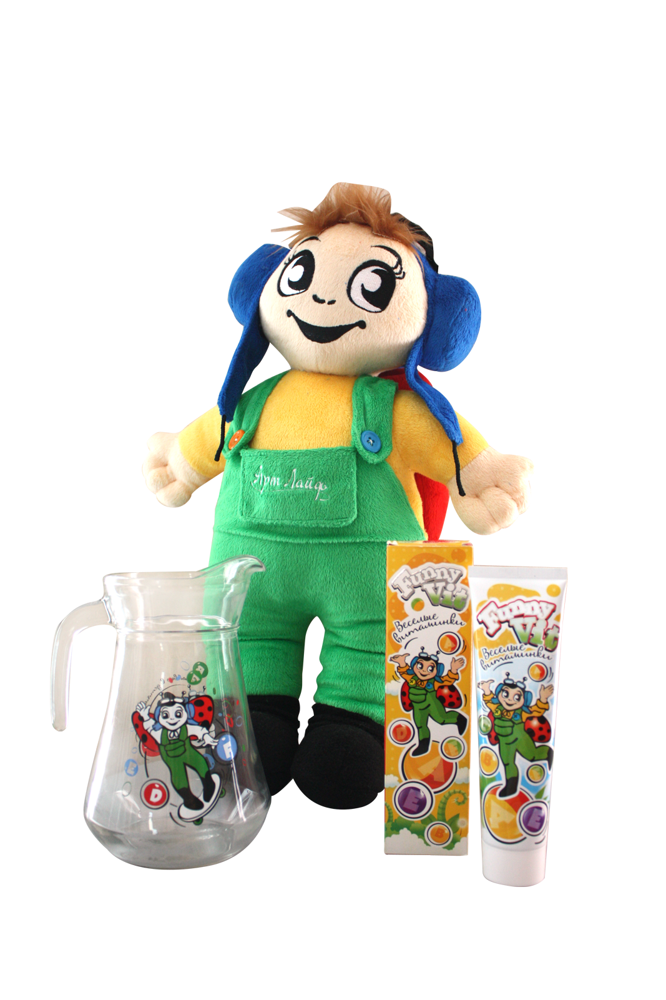 Арт Лайф
Funny
Vit
Веселые
витаминки
A
D
E
F
A
E
B
Funny
Vit
Веселые
витаминки
A
B
E
A
P
E
E
F
D